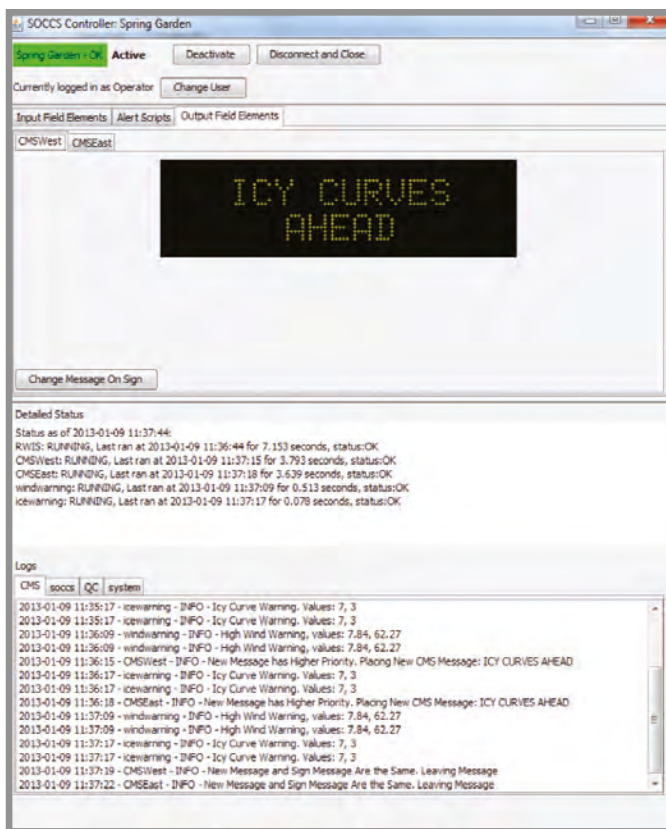 SOCCS Controller: Spring Garden
Spring Garden - OK Active Deactivate Disconnect and Close
Currently logged in as Operator Change User
Input Field Elements Alert Scripts Output Field Elements
CMSWest CMSEast
ICY CURVES
AHEAD
Change Message On Sign
Detailed Status
Status as of 2013-01-09 11:37:44:
RWIS: RUNNING, Last ran at 2013-01-09 11:36:44 for 7.153 seconds, status:OK
CMSWest: RUNNING, Last ran at 2013-01-09 11:37:15 for 3.793 seconds, status:OK
CMSEast: RUNNING, Last ran at 2013-01-09 11:37:18 for 3.639 seconds, status:OK
windwarning: RUNNING, Last ran at 2013-01-09 11:37:09 for 0.513 seconds, status:OK
icewarning: RUNNING, Last ran at 2013-01-09 11:37:17 for 0.078 seconds, status:OK
Logs
CMS soccs QC system
2013-01-09 11:35:17 - icewarning - INFO - Icy Curve Warning. Values: 7, 3
2013-01-09 11:35:17 - icewarning - INFO - Icy Curve Warning. Values: 7, 3
2013-01-09 11:36:09 - windwarning - INFO - High Wind Warning, values: 7.84, 62.27
2013-01-09 11:36:09 - windwarning - INFO - High Wind Warning, values: 7.84, 62.27
2013-01-09 11:36:15 - CMSWest - INFO - New Message has Higher Priority. Placing New CMS Message: ICY CURVES AHEAD
2013-01-09 11:36:17 - icewarning - INFO - Icy Curve Warning. Values: 7, 3
2013-01-09 11:36:17 - icewarning - INFO - Icy Curve Warning. Values: 7, 3
2013-01-09 11:36:18 - CMSEast - INFO - New Message has Higher Priority. Placing New CMS Message: ICY CURVES AHEAD
2013-01-09 11:37:09 - windwarning - INFO - High Wind Warning, values: 7.84, 62.27
2013-01-09 11:37:09 - windwarning - INFO - High Wind Warning, values: 7.84, 62.27
2013-01-09 11:37:17 - icewarning - INFO - Icy Curve Warning. Values: 7, 3
2013-01-09 11:37:17 - icewarning - INFO - Icy Curve Warning. Values: 7, 3
2013-01-09 11:37:19 - CMSWest - INFO - New Message and Sign Message Are the Same. Leaving Message
2013-01-09 11:37:22 - CMSEast - INFO - New Message and Sign Message Are the Same. Leaving Message